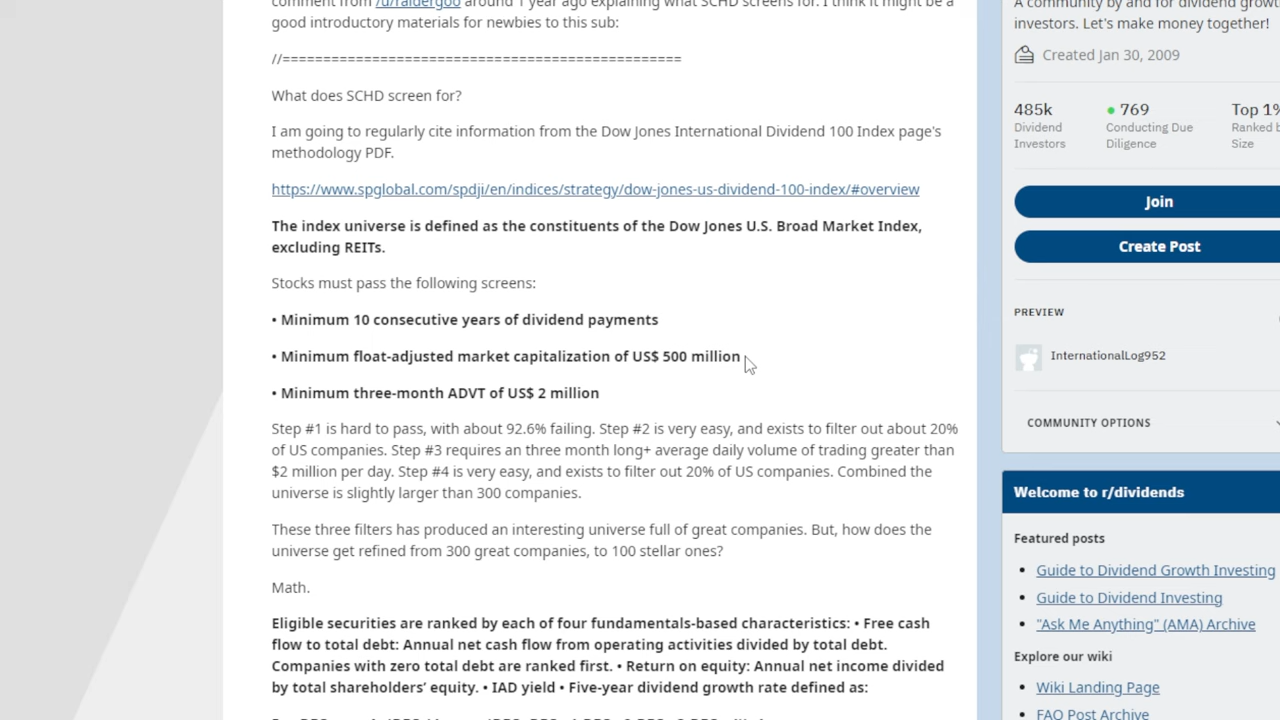 comment from /u/raidergoo around 1 year ago explaining what SCHD screens for. I think it might be a
good introductory materials for newbies to this sub:
//=================================================
What does SCHD screen for?
I am going to regularly cite information from the Dow Jones International Dividend 100 Index page's
methodology PDF.
https://www.spglobal.com/spdji/en/indices/strategy/dow-jones-us-dividend-100-index/#overview
The index universe is defined as the constituents of the Dow Jones U.S. Broad Market Index,
excluding REITs.
Stocks must pass the following screens:
• Minimum 10 consecutive years of dividend payments
• Minimum float-adjusted market capitalization of US$ 500 million
• Minimum three-month ADVT of US$ 2 million
Step #1 is hard to pass, with about 92.6% failing. Step #2 is very easy, and exists to filter out about 20%
of US companies. Step #3 requires an three month long+ average daily volume of trading greater than
$2 million per day. Step #4 is very easy, and exists to filter out 20% of US companies. Combined the
universe is slightly larger than 300 companies.
These three filters has produced an interesting universe full of great companies. But, how does the
universe get refined from 300 great companies, to 100 stellar ones?
Math.
Eligible securities are ranked by each of four fundamentals-based characteristics: • Free cash
flow to total debt: Annual net cash flow from operating activities divided by total debt.
Companies with zero total debt are ranked first. • Return on equity: Annual net income divided
by total shareholders' equity. • IAD yield • Five-year dividend growth rate defined as:
A community by and for dividend growth
investors. Let's make money together!
Created Jan 30, 2009
485k 769 Top 1%
Dividend Conducting Due Ranked b
Investors Diligence Size
Join
Create Post
PREVIEW
InternationalLog952
COMMUNITY OPTIONS
Welcome to r/dividends
Featured posts
• Guide to Dividend Growth Investing
• Guide to Dividend Investing
• "Ask Me Anything" (AMA) Archive
Explore our wiki
• Wiki Landing Page
• FAQ Post Archive